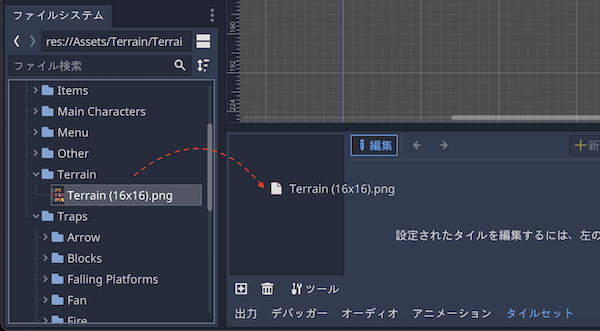 ファイルシステム
res://Assets/Terrain/Terrai
ファイル検索
Items
Main Characters
Menu
Other
Terrain
Terrain (16x16).png
Traps
Arrow
Blocks
Falling Platforms
Fan
Fire
160
192
224
編集
新
Terrain (16x16).png
設定されたタイルを編集するには、左の
ツール
出力 デバッガー オーディオ アニメーション タイルセット